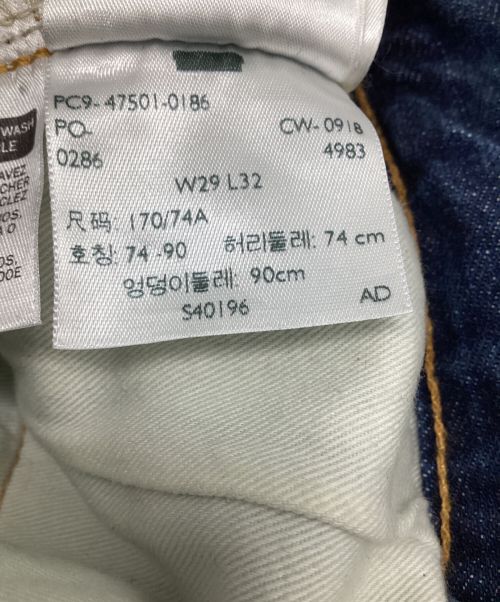 PC9- 47501-0186
PO- CW- 0918
0286 4983
W29 L32
尺码: 170/74A
호칭: 74 -90 허리둘레: 74 cm
엉덩이둘레: 90cm
S40196 AD
WASH